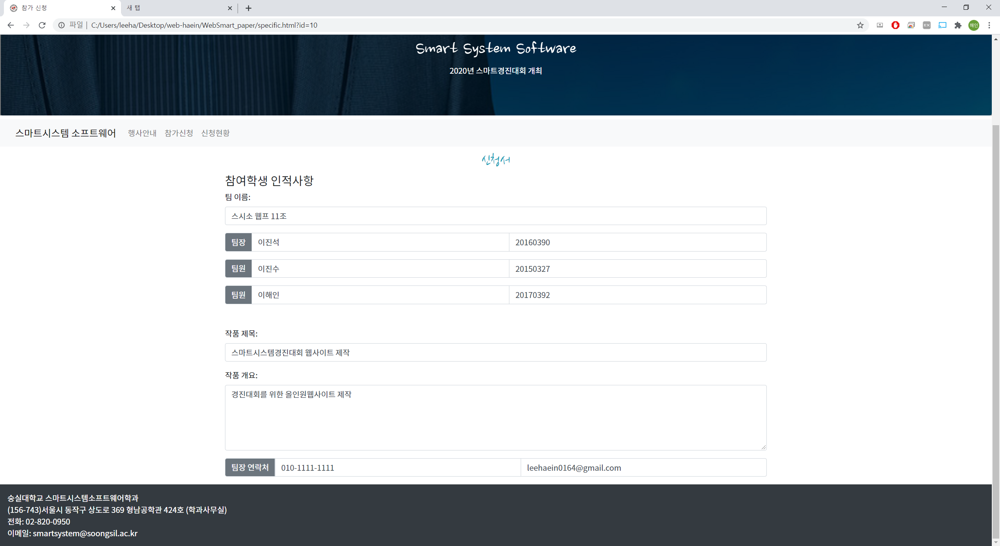 참가 신청
새 탭
파일 | C:/Users/leeha/Desktop/web-haein/WebSmart_paper/specific.html?id=10
EX
해인
Smart System Software
2020년 스마트경진대회 개최
스마트시스템 소프트웨어 행사안내 참가신청 신청현황
신청서
참여학생 인적사항
팀 이름:
스시소 웹프 11조
팀장 이진석 20160390
팀원 이진수 20150327
팀원 이해인 20170392
작품 제목:
스마트시스템경진대회 웹사이트 제작
작품 개요:
경진대회를 위한 올인원웹사이트 제작
팀장 연락처 010-1111-1111 leehaein0164@gmail.com
숭실대학교 스마트시스템소프트웨어학과
(156-743)서울시 동작구 상도로 369 형남공학관 424호 (학과사무실)
전화: 02-820-0950
이메일: smartsystem@soongsil.ac.kr